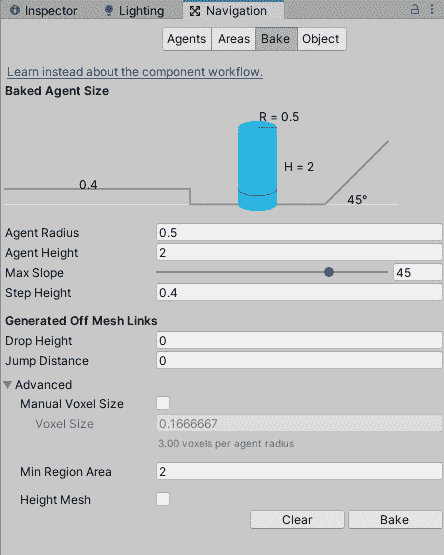 Inspector Lighting Navigation
Agents Areas Bake Object
Learn instead about the component workflow.
Baked Agent Size
R = 0.5
0.4
H = 2
45°
Agent Radius 0.5
Agent Height 2
Max Slope 45
Step Height 0.4
Generated Off Mesh Links
Drop Height 0
Jump Distance 0
Advanced
Manual Voxel Size
Voxel Size 0.1666667
3.00 voxels per agent radius
Min Region Area 2
Height Mesh
Clear Bake